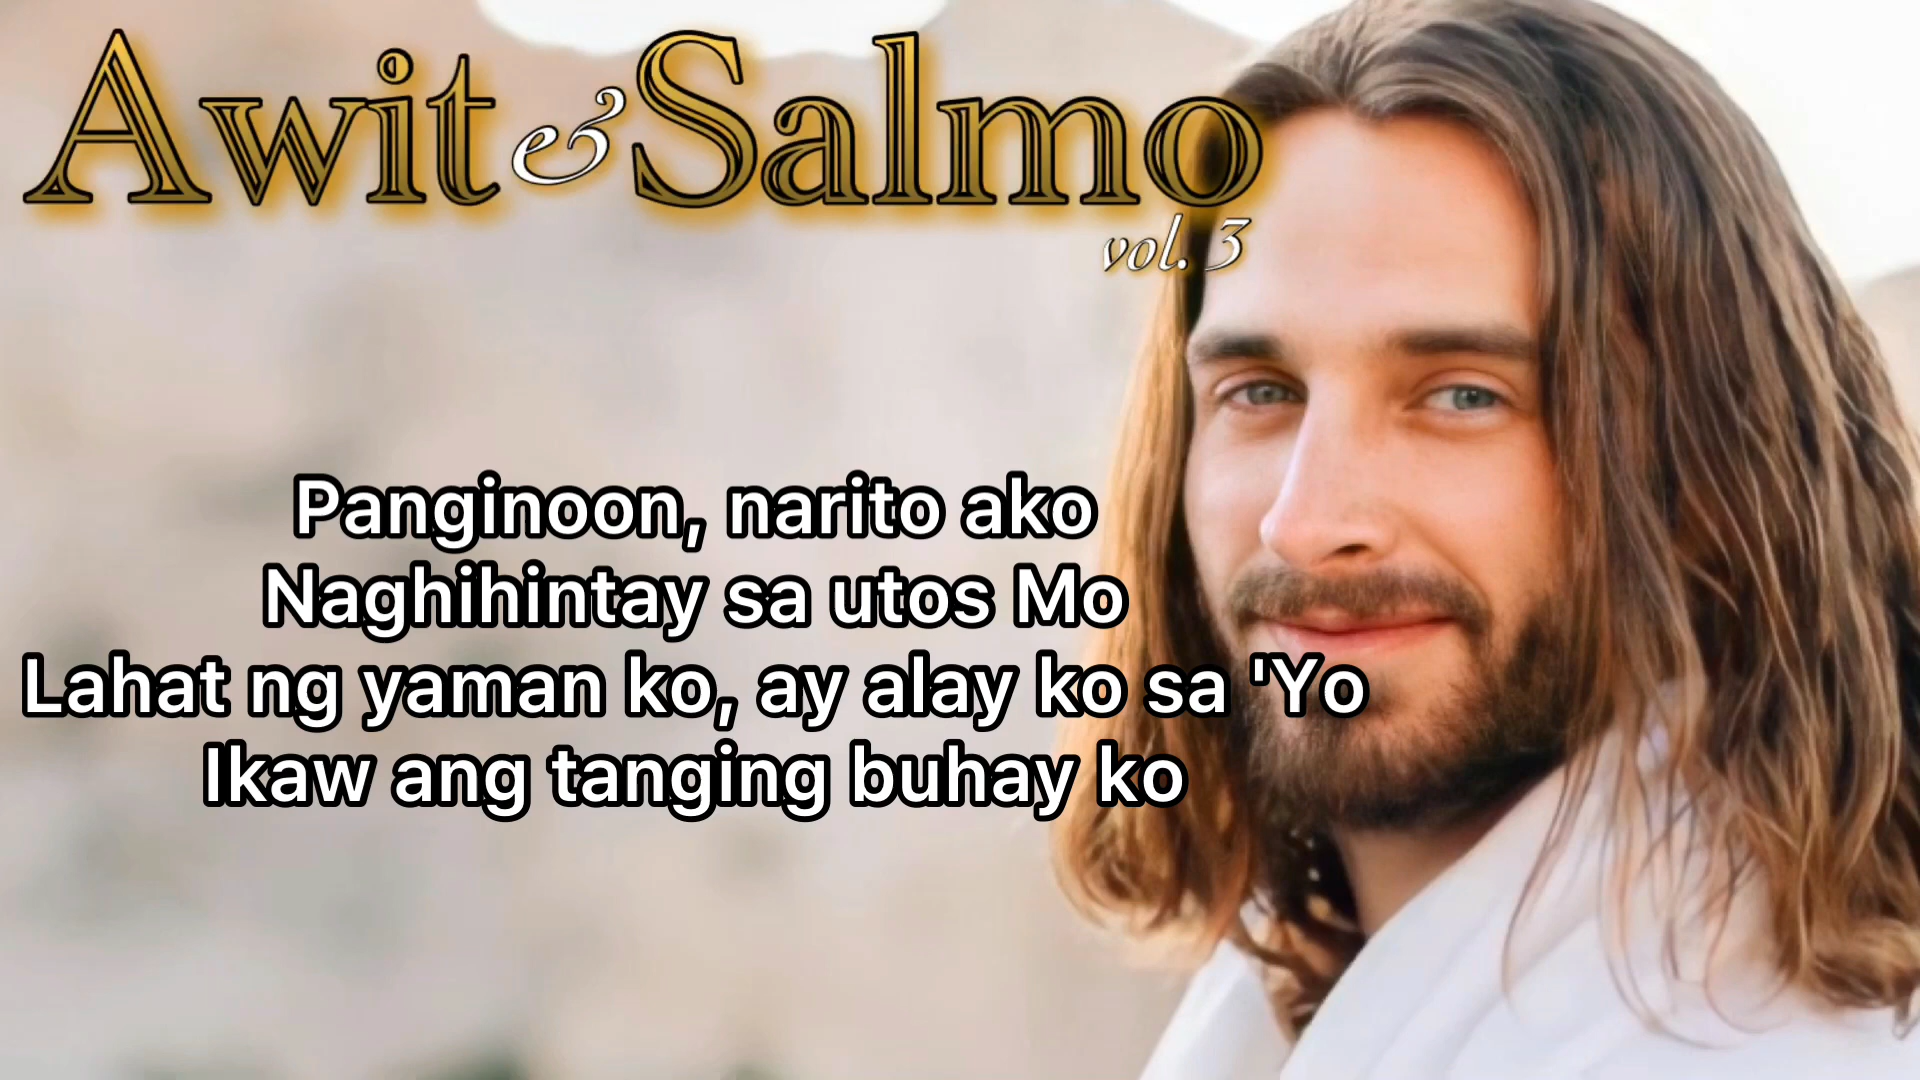 Awit & Salmo
vol. 3
Panginoon, narito ako
Naghihintay sa utos Mo
Lahat ng yaman ko, ay alay ko sa 'Yo
Ikaw ang tanging buhay ko